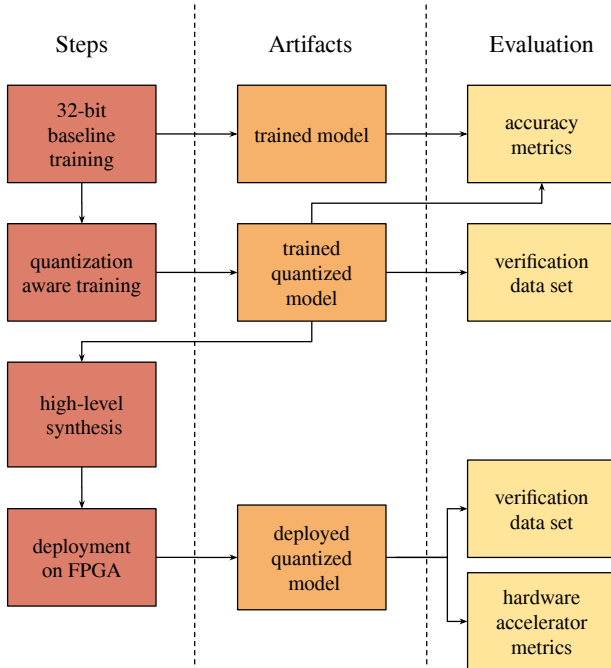 Steps
Artifacts
Evaluation
32-bit
baseline
training
trained model
accuracy
metrics
quantization
aware training
trained
quantized
model
verification
data set
high-level
synthesis
deployment
on FPGA
deployed
quantized
model
verification
data set
hardware
accelerator
metrics